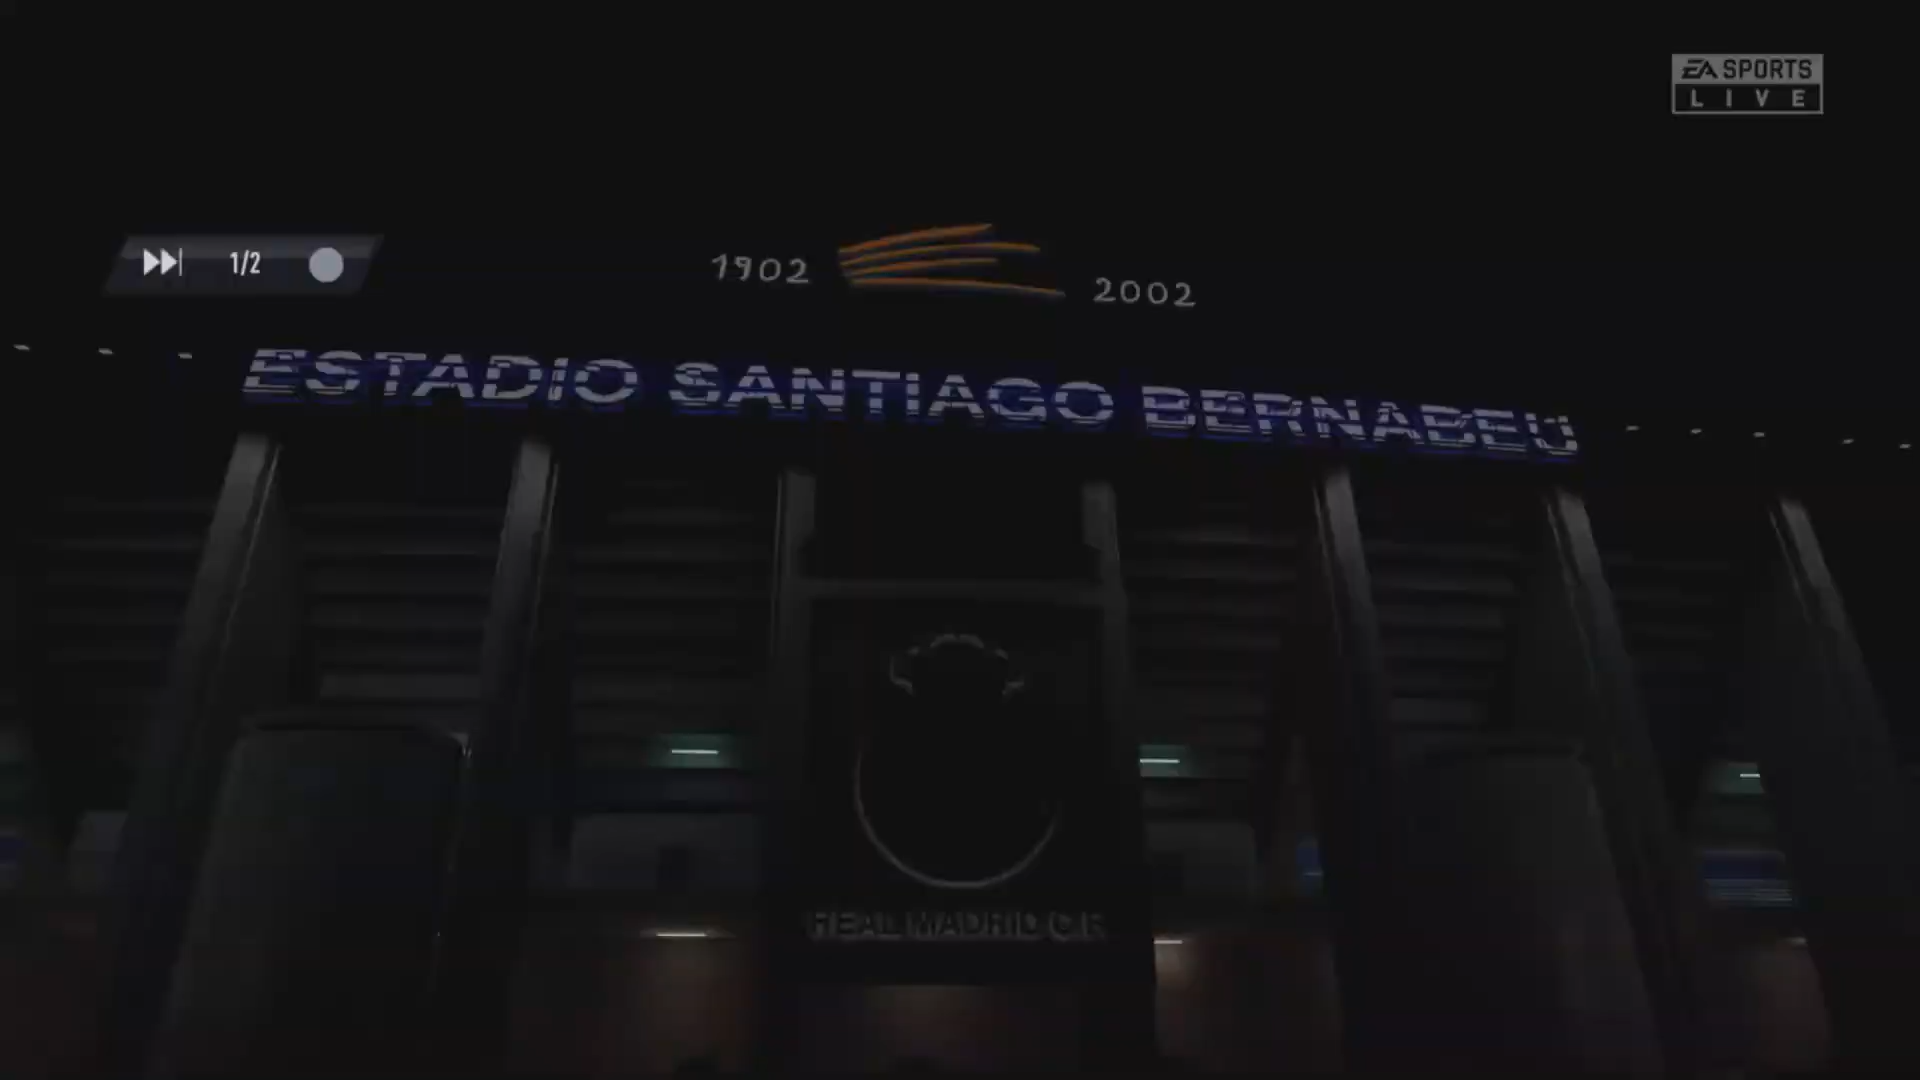 EA SPORTS
LIVE
1/2
1902
2002
ESTADIO SANTIAGO BERNABEU
REAL MADRID C.F.